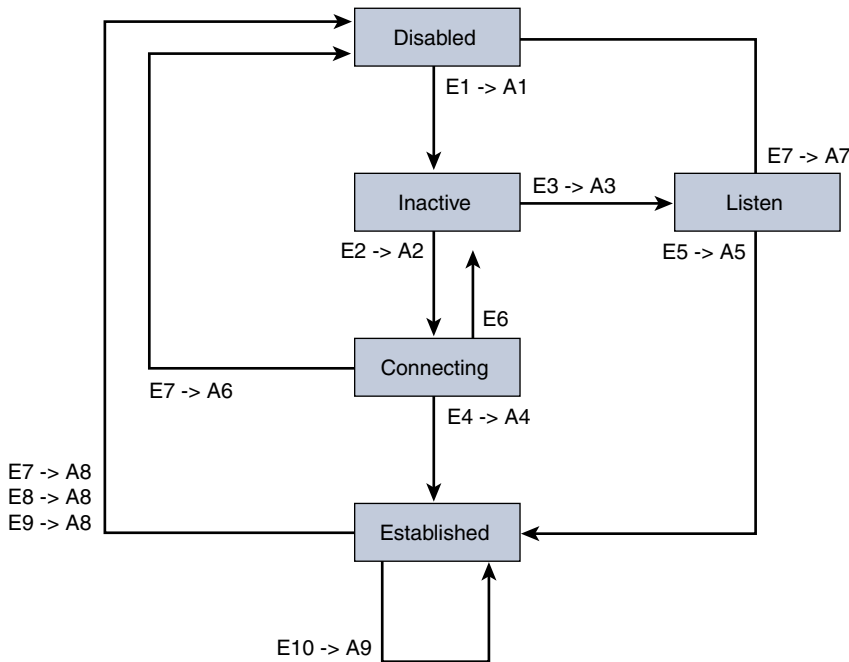 Disabled
E1 -> A1
E7 -> A7
Inactive
E3 -> A3
Listen
E2 -> A2
E5 -> A5
E6
Connecting
E7 -> A6
E4 -> A4
E7 -> A8
E8 -> A8
E9 -> A8
Established
E10 -> A9